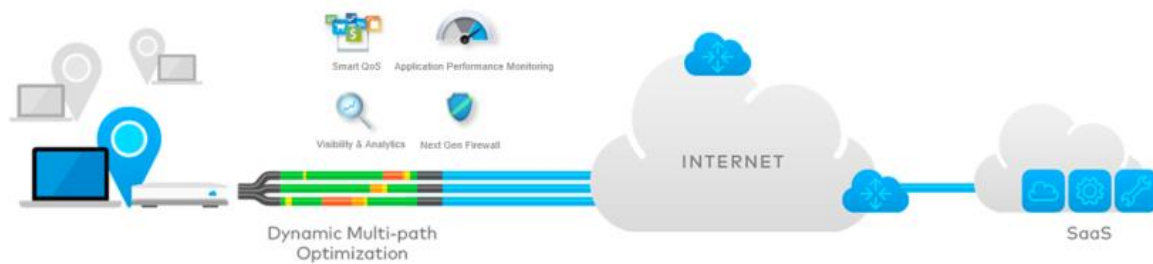 Smart QoS
Application Performance Monitoring
Visibility & Analytics
Next Gen Firewall
INTERNET
Dynamic Multi-path
Optimization
SaaS